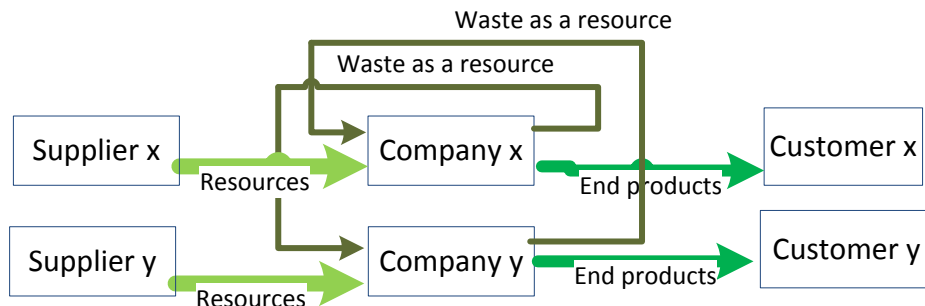 Waste as a resource
Waste as a resource
Supplier x
Company x
Customer x
Resources
End products
Supplier y
Company y
Customer y
Resources
End products